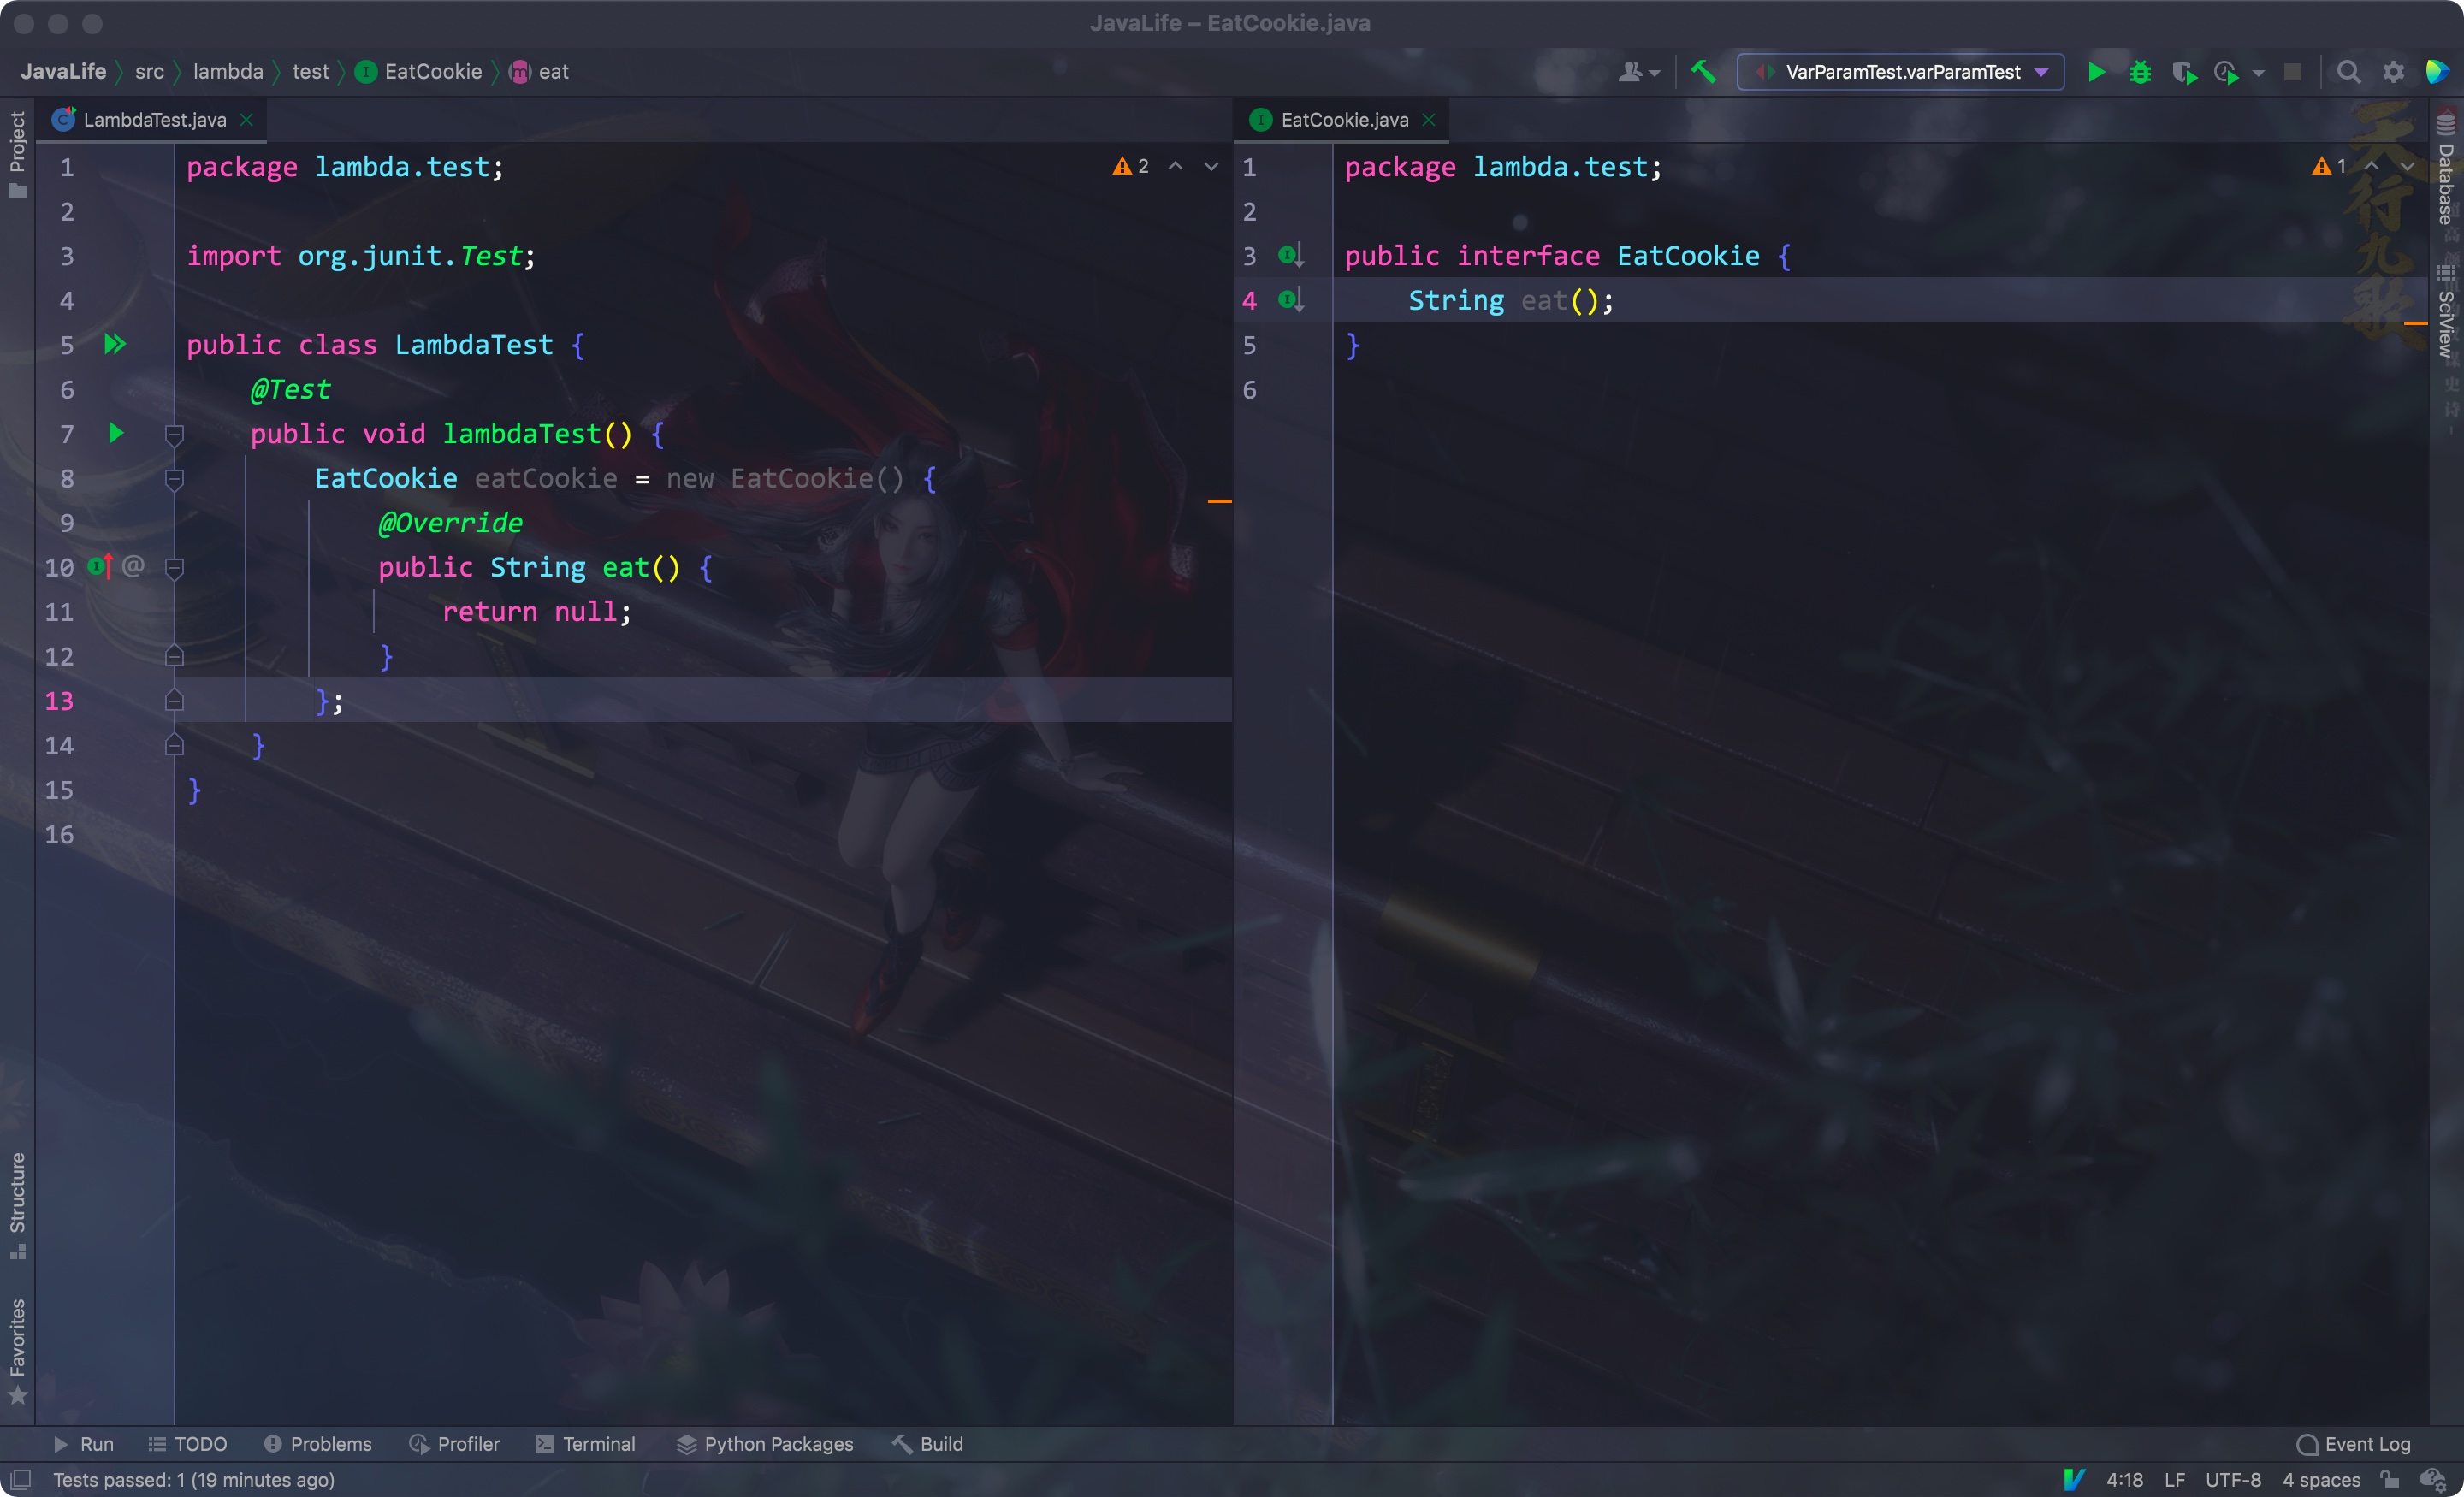 JavaLife – EatCookie.java
JavaLife src lambda test EatCookie eat
VarParamTest.varParamTest
Project
LambdaTest.java
2
1 package lambda.test;
2
3 import org.junit.Test;
4
5 public class LambdaTest {
6 @Test
7 public void lambdaTest() {
8 EatCookie eatCookie = new EatCookie() {
9 @Override
10 public String eat() {
11 return null;
12 }
13 };
14 }
15 }
16
EatCookie.java
1
1 package lambda.test;
2
3 public interface EatCookie {
4 String eat();
5 }
6
天行九歌
Database
SciView
Structure
Favorites
Run TODO Problems Profiler Terminal Python Packages Build Event Log
Tests passed: 1 (19 minutes ago) 4:18 LF UTF-8 4 spaces